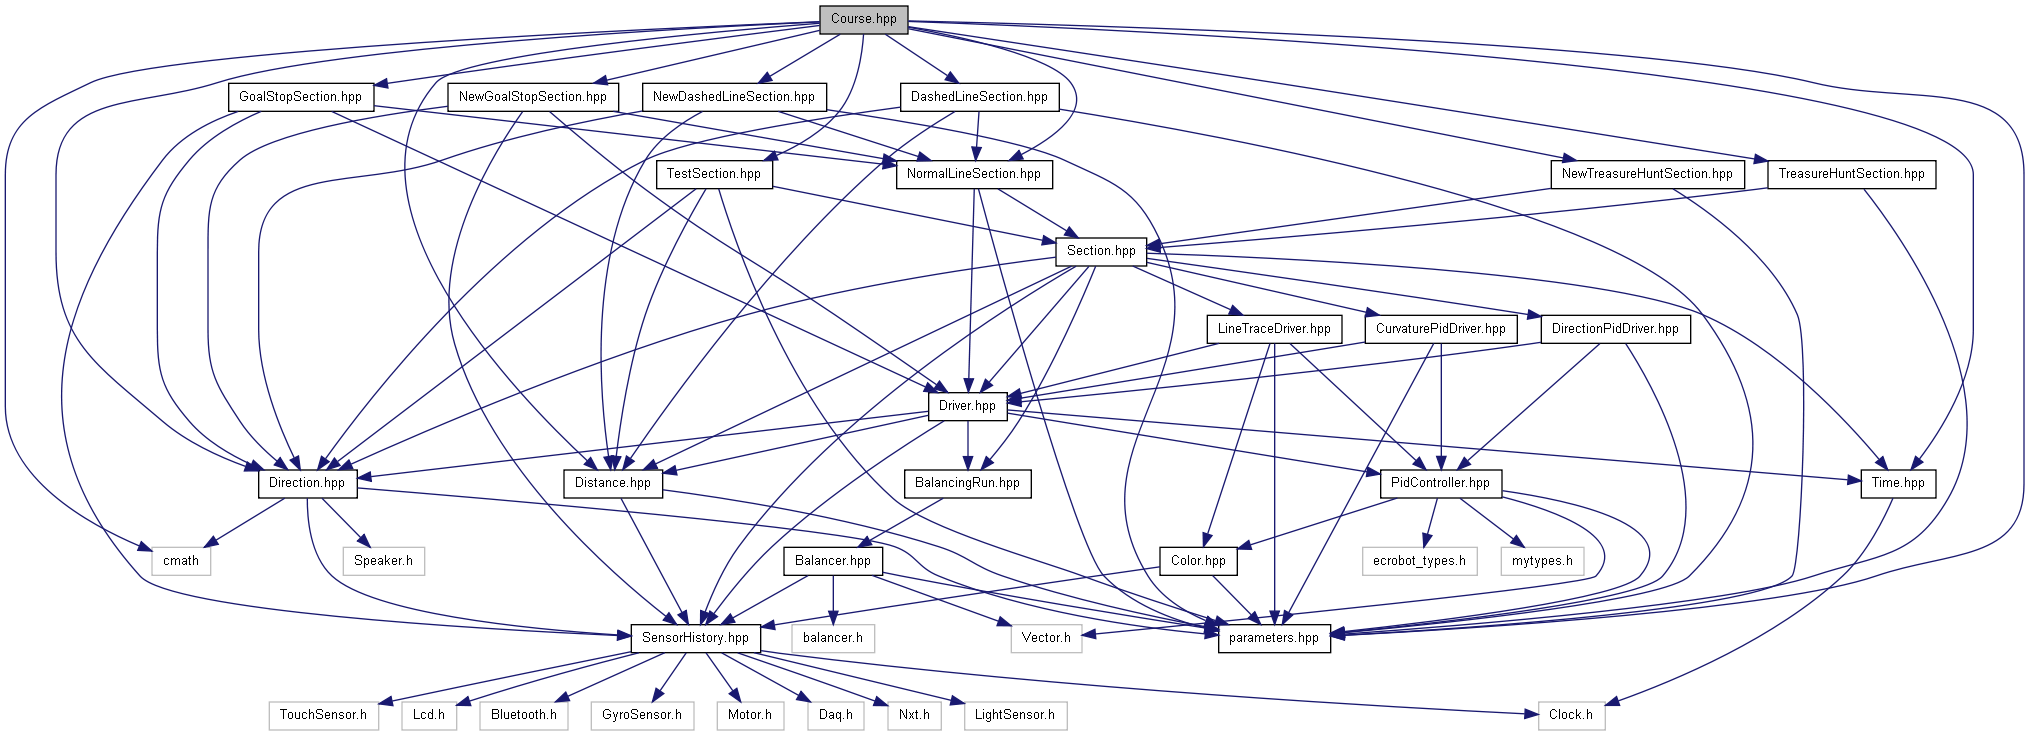 Course.hpp
GoalStopSection.hpp
NewGoalStopSection.hpp
NewDashedLineSection.hpp
DashedLineSection.hpp
TestSection.hpp
NormalLineSection.hpp
NewTreasureHuntSection.hpp
TreasureHuntSection.hpp
Section.hpp
LineTraceDriver.hpp
CurvaturePidDriver.hpp
DirectionPidDriver.hpp
Driver.hpp
Direction.hpp
Distance.hpp
BalancingRun.hpp
PidController.hpp
Time.hpp
cmath
Speaker.h
Balancer.hpp
Color.hpp
ecrobot_types.h
mytypes.h
SensorHistory.hpp
balancer.h
Vector.h
parameters.hpp
TouchSensor.h
Lcd.h
Bluetooth.h
GyroSensor.h
Motor.h
Daq.h
Nxt.h
LightSensor.h
Clock.h